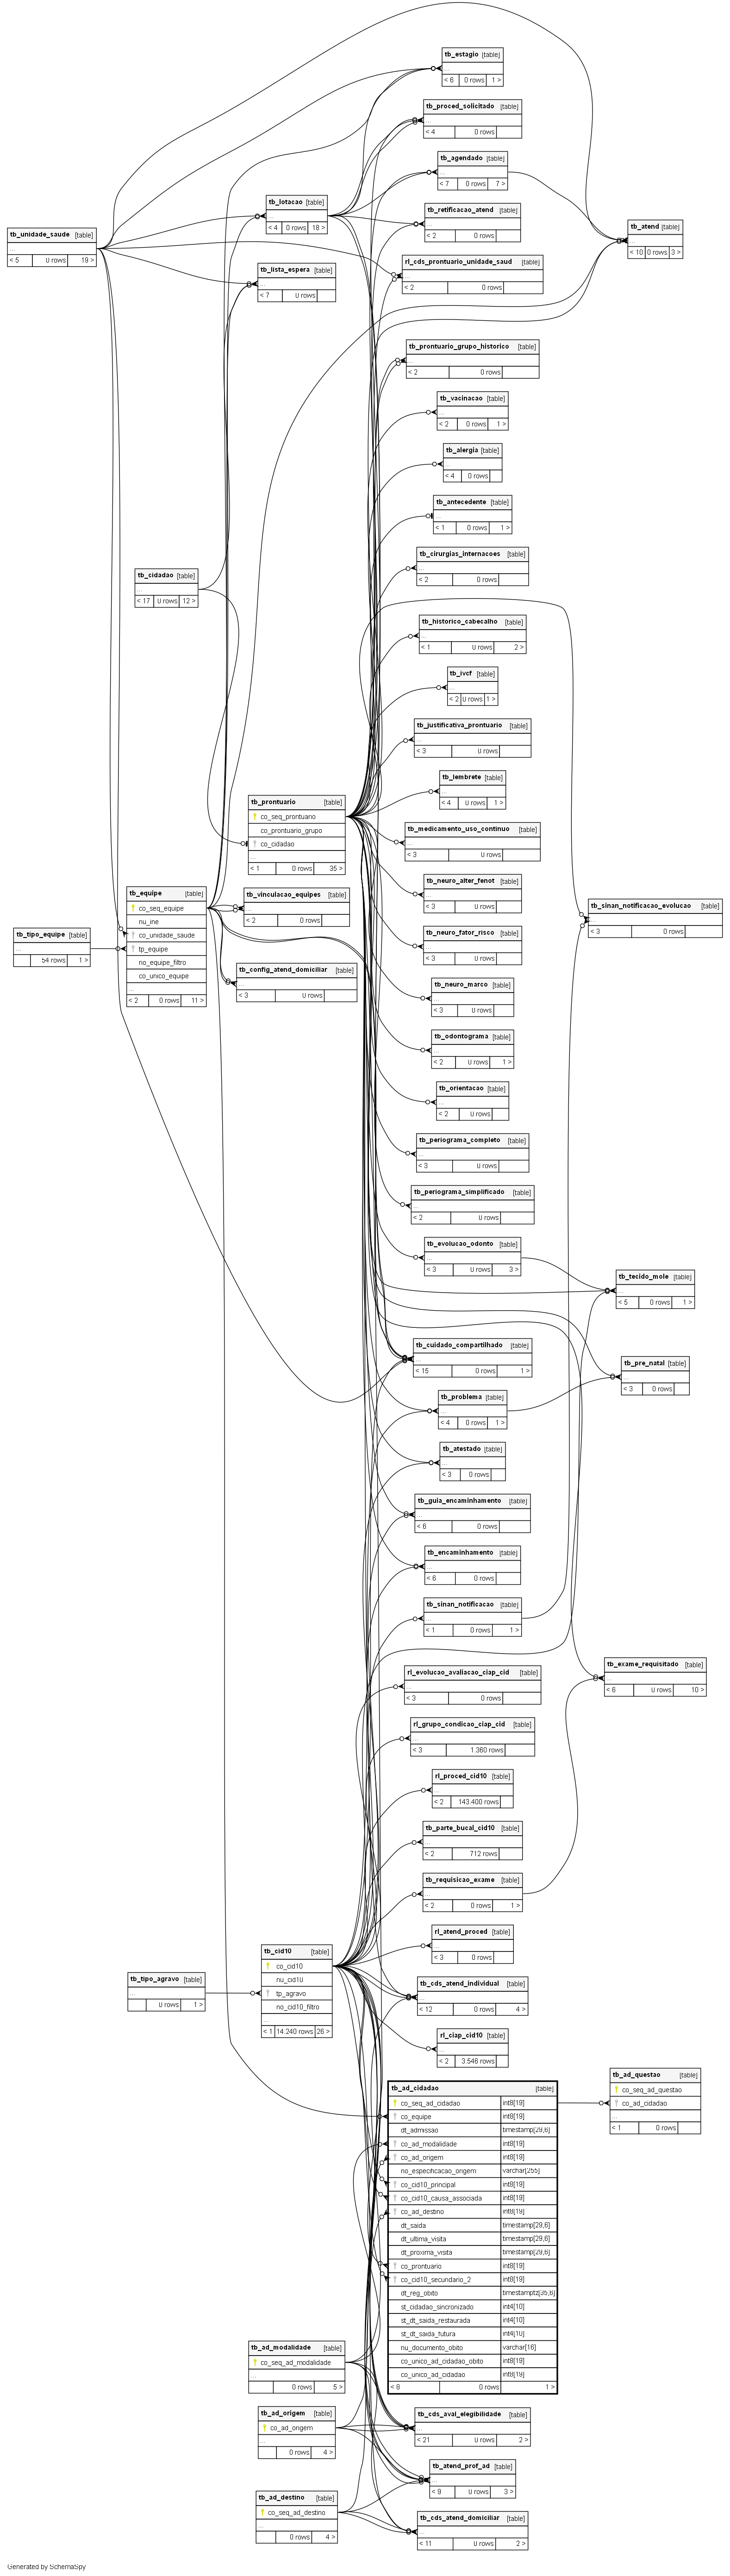 tb_estagio [table]
...
< 6 0 rows 1 >
tb_proced_solicitado [table]
...
< 4 0 rows
tb_agendado [table]
...
< 7 0 rows 7 >
tb_lotacao [table]
...
< 4 0 rows 18 >
tb_retificacao_atend [table]
...
< 2 0 rows
tb_unidade_saude [table]
...
< 5 0 rows 19 >
tb_atend [table]
...
< 10 0 rows 3 >
rl_cds_prontuario_unidade_saud [table]
...
< 2 0 rows
tb_lista_espera [table]
...
< 7 0 rows
tb_prontuario_grupo_historico [table]
...
< 2 0 rows
tb_vacinacao [table]
...
< 2 0 rows 1 >
tb_alergia [table]
...
< 4 0 rows
tb_antecedente [table]
...
< 1 0 rows 1 >
tb_cirurgias_internacoes [table]
...
< 2 0 rows
tb_cidadao [table]
...
< 17 0 rows 12 >
tb_historico_cabecalho [table]
...
< 1 0 rows 2 >
tb_ivcf [table]
...
< 2 0 rows 1 >
tb_justificativa_prontuario [table]
...
< 3 0 rows
tb_lembrete [table]
...
< 4 0 rows 1 >
tb_prontuario [table]
co_seq_prontuario
co_prontuario_grupo
co_cidadao
...
< 1 0 rows 35 >
tb_medicamento_uso_continuo [table]
...
< 3 0 rows
tb_neuro_alter_fenot [table]
...
< 3 0 rows
tb_equipe [table]
co_seq_equipe
nu_ine
co_unidade_saude
tp_equipe
no_equipe_filtro
co_unico_equipe
...
< 2 0 rows 11 >
tb_vinculacao_equipes [table]
...
< 2 0 rows
tb_sinan_notificacao_evolucao [table]
...
< 3 0 rows
tb_tipo_equipe [table]
...
54 rows 1 >
tb_neuro_fator_risco [table]
...
< 3 0 rows
tb_config_atend_domiciliar [table]
...
< 3 0 rows
tb_neuro_marco [table]
...
< 3 0 rows
tb_odontograma [table]
...
< 2 0 rows 1 >
tb_orientacao [table]
...
< 2 0 rows
tb_periograma_completo [table]
...
< 3 0 rows
tb_periograma_simplificado [table]
...
< 2 0 rows
tb_evolucao_odonto [table]
...
< 3 0 rows 3 >
tb_tecido_mole [table]
...
< 5 0 rows 1 >
tb_cuidado_compartilhado [table]
...
< 15 0 rows 1 >
tb_pre_natal [table]
...
< 3 0 rows
tb_problema [table]
...
< 4 0 rows 1 >
tb_atestado [table]
...
< 3 0 rows
tb_guia_encaminhamento [table]
...
< 6 0 rows
tb_encaminhamento [table]
...
< 6 0 rows
tb_sinan_notificacao [table]
...
< 1 0 rows 1 >
tb_exame_requisitado [table]
...
< 6 0 rows 10 >
rl_evolucao_avaliacao_ciap_cid [table]
...
< 3 0 rows
rl_grupo_condicao_ciap_cid [table]
...
< 3 1.360 rows
rl_proced_cid10 [table]
...
< 2 143.400 rows
tb_parte_bucal_cid10 [table]
...
< 2 712 rows
tb_requisicao_exame [table]
...
< 2 0 rows 1 >
rl_atend_proced [table]
...
< 3 0 rows
tb_cid10 [table]
co_cid10
nu_cid10
tp_agravo
no_cid10_filtro
...
< 1 14.240 rows 26 >
tb_tipo_agravo [table]
...
0 rows 1 >
tb_cds_atend_individual [table]
...
< 12 0 rows 4 >
rl_ciap_cid10 [table]
...
< 2 3.546 rows
tb_ad_cidadao [table]
co_seq_ad_cidadao int8[19]
co_equipe int8[19]
dt_admissao timestamp[29,6]
co_ad_modalidade int8[19]
co_ad_origem int8[19]
no_especificacao_origem varchar[255]
co_cid10_principal int8[19]
co_cid10_causa_associada int8[19]
co_ad_destino int8[19]
dt_saida timestamp[29,6]
dt_ultima_visita timestamp[29,6]
dt_proxima_visita timestamp[29,6]
co_prontuario int8[19]
co_cid10_secundario_2 int8[19]
dt_reg_obito timestamptz[35,6]
st_cidadao_sincronizado int4[10]
st_dt_saida_restaurada int4[10]
st_dt_saida_futura int4[10]
nu_documento_obito varchar[16]
co_unico_ad_cidadao_obito int8[19]
co_unico_ad_cidadao int8[19]
< 8 0 rows 1 >
tb_ad_questao [table]
co_seq_ad_questao
co_ad_cidadao
...
< 1 0 rows
tb_ad_modalidade [table]
co_seq_ad_modalidade
...
0 rows 5 >
tb_ad_origem [table]
co_ad_origem
...
0 rows 4 >
tb_cds_aval_elegibilidade [table]
...
< 21 0 rows 2 >
tb_atend_prof_ad [table]
...
< 9 0 rows 3 >
tb_ad_destino [table]
co_seq_ad_destino
...
0 rows 4 >
tb_cds_atend_domiciliar [table]
...
< 11 0 rows 2 >
Generated by SchemaSpy